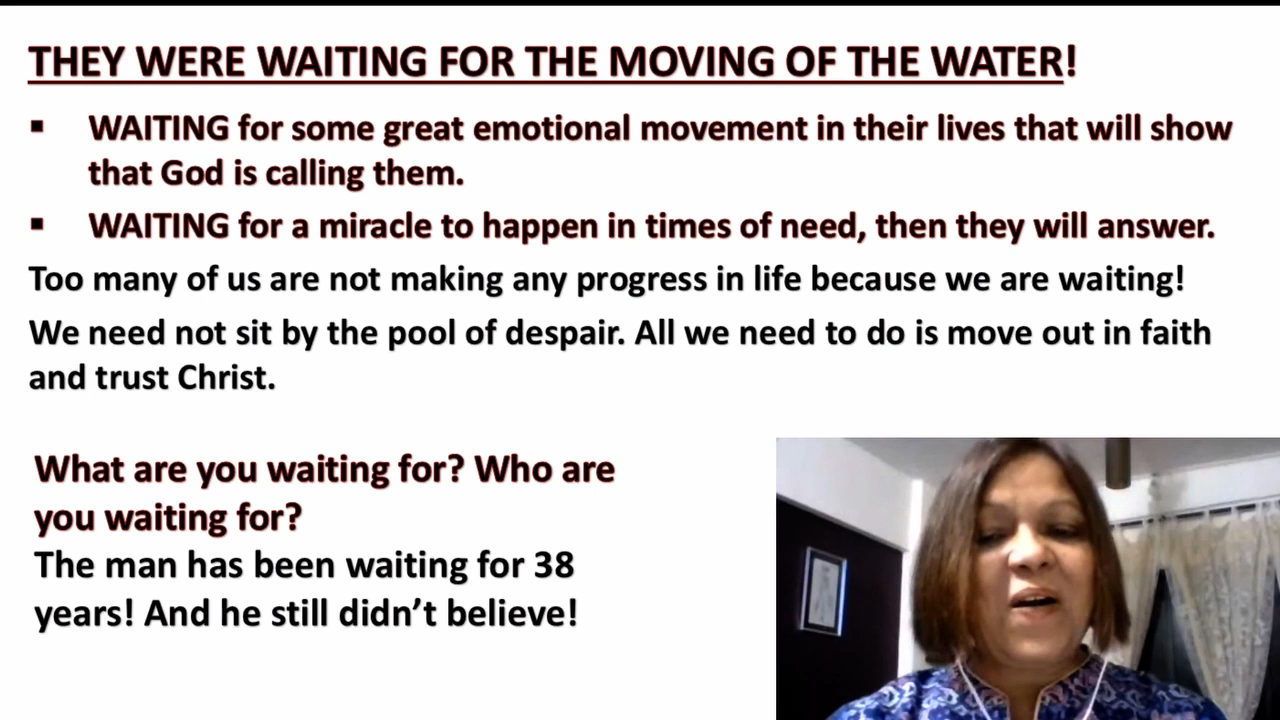 THEY WERE WAITING FOR THE MOVING OF THE WATER!
▪ WAITING for some great emotional movement in their lives that will show
that God is calling them.
▪ WAITING for a miracle to happen in times of need, then they will answer.
Too many of us are not making any progress in life because we are waiting!
We need not sit by the pool of despair. All we need to do is move out in faith
and trust Christ.
What are you waiting for? Who are
you waiting for?
The man has been waiting for 38
years! And he still didn’t believe!